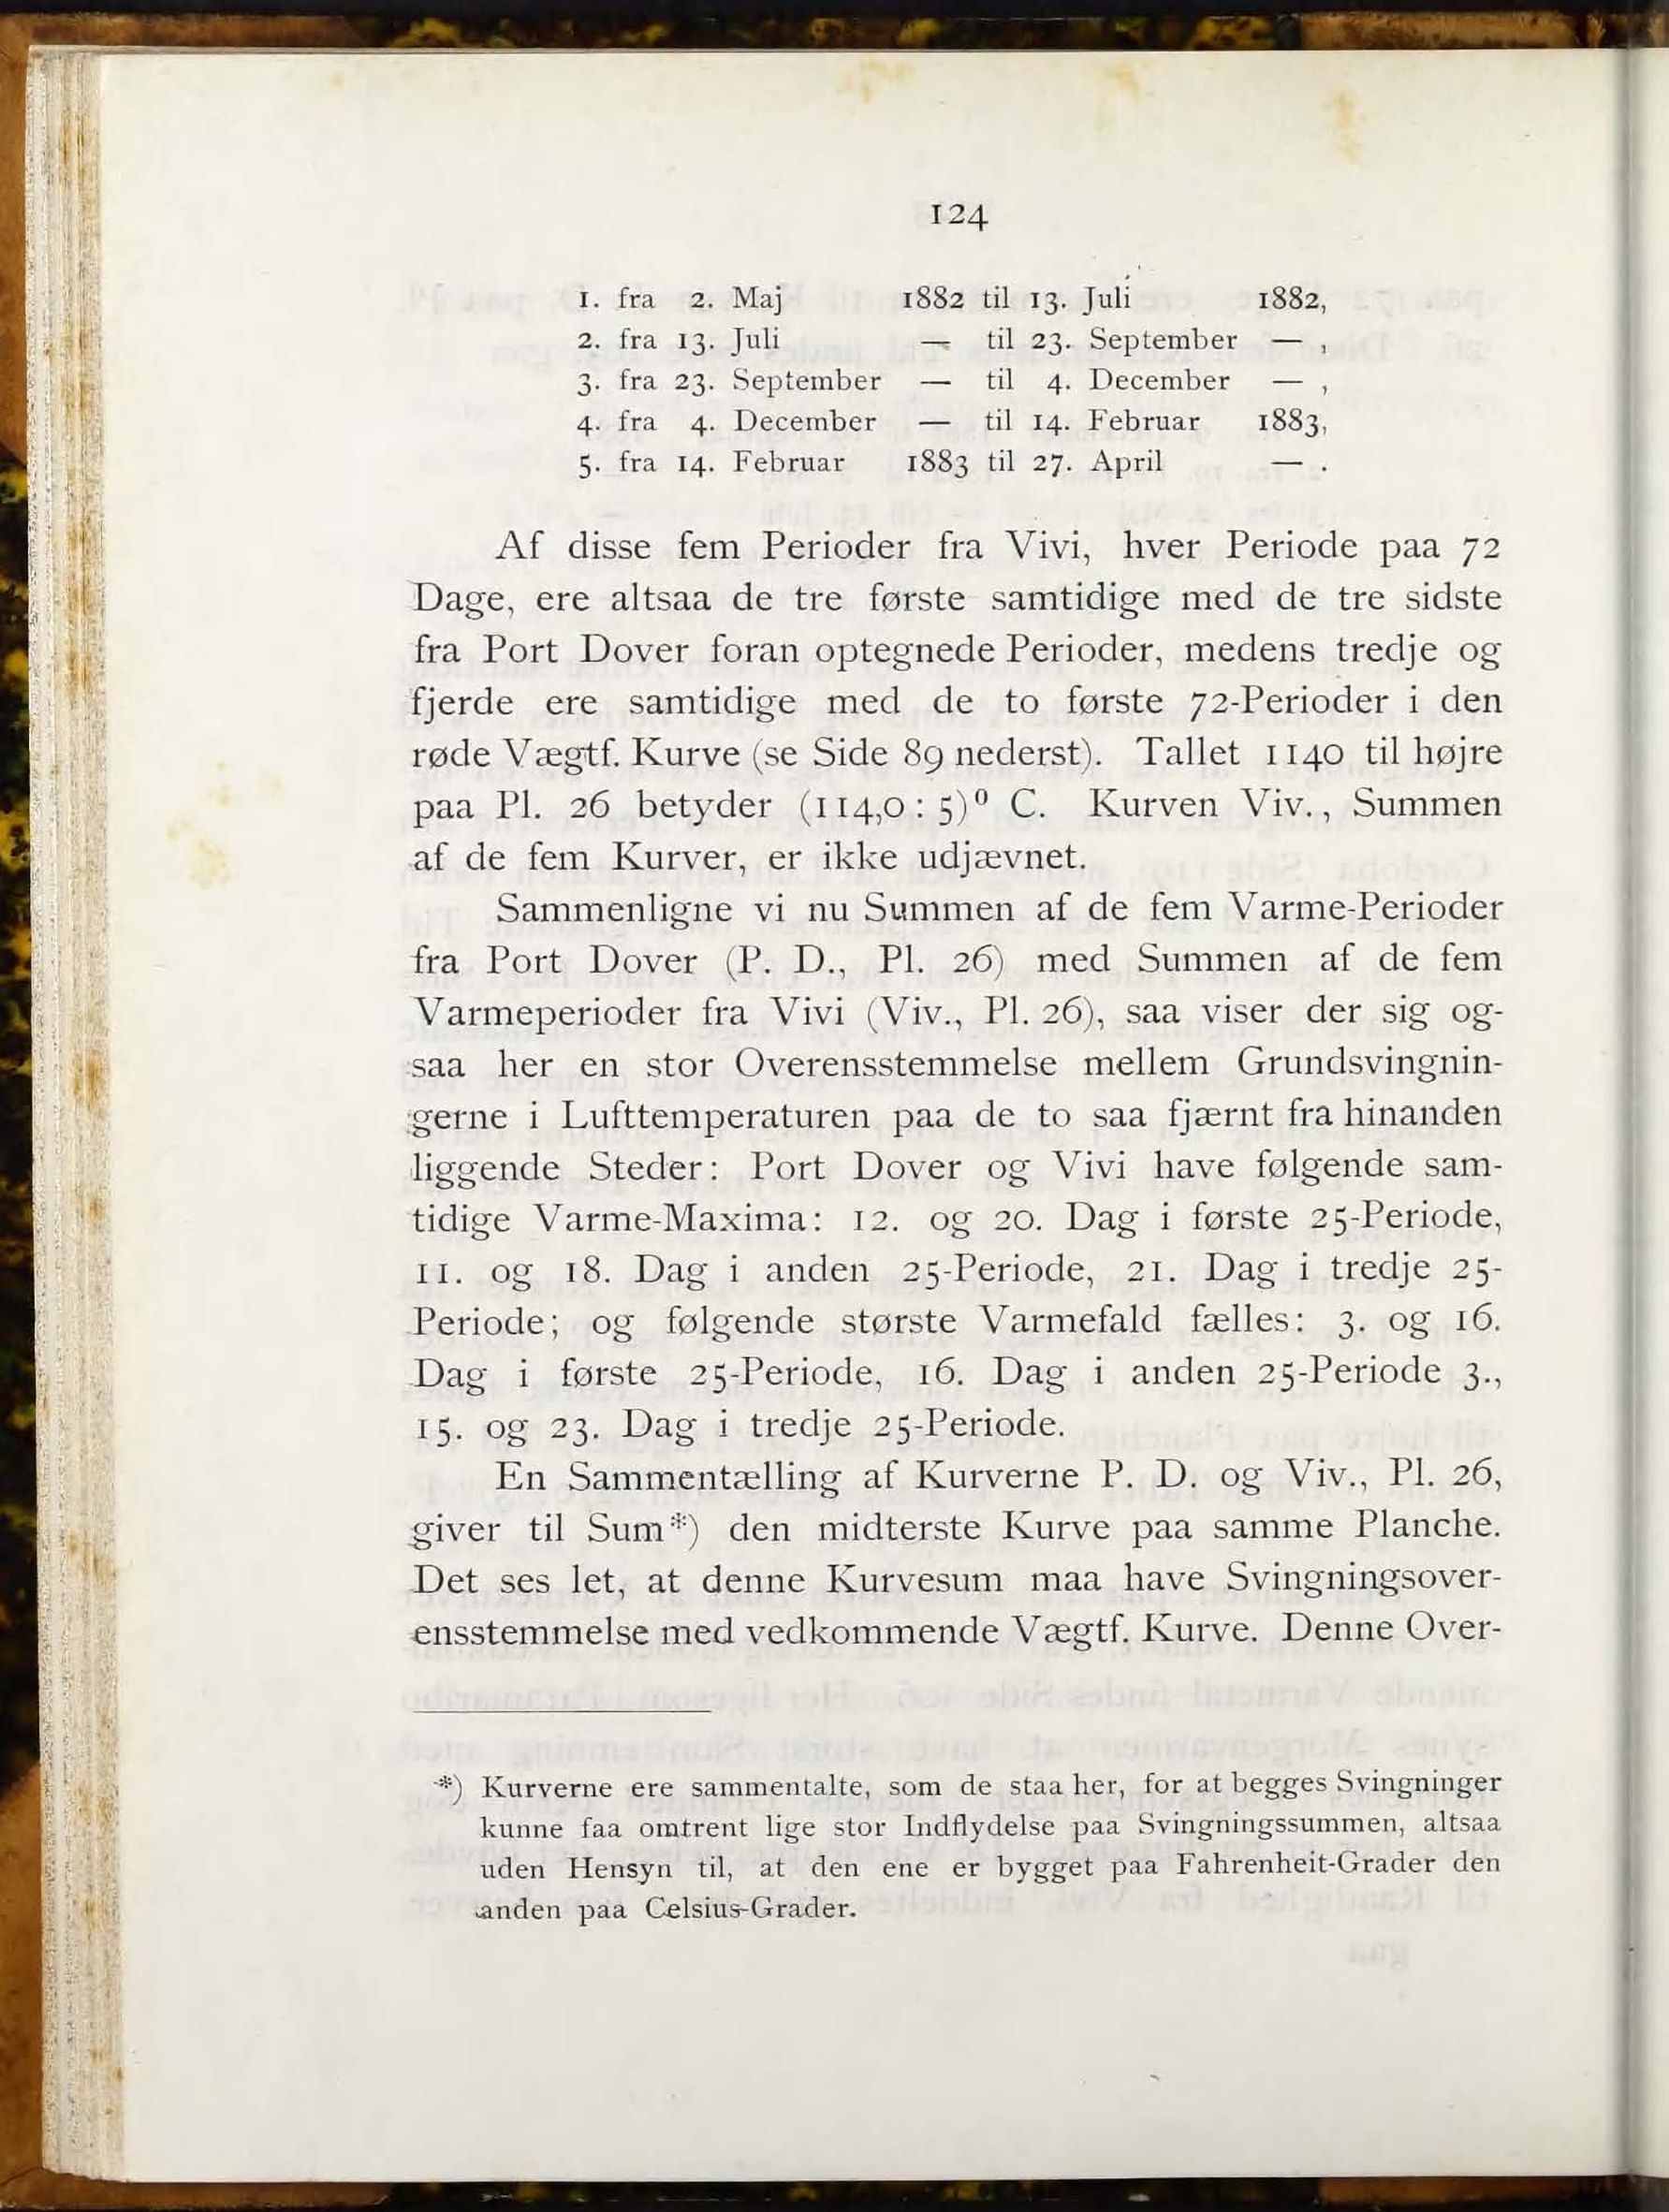 124
1. fra 2. Maj 1882 til 13. Juli 1882,
2. fra 13. Juli — til 23. September — ,
3. fra 23. September — til 4. December — ,
4. fra 4. December — til 14. Februar 1883,
5. fra 14. Februar 1883 til 27. April — .
Af disse fem Perioder fra Vivi, hver Periode paa 72
Dage, ere altsaa de tre første samtidige med de tre sidste
fra Port Dover foran optegnede Perioder, medens tredje og
fjerde ere samtidige med de to første 72-Perioder i den
røde Vægtf. Kurve (se Side 89 nederst). Tallet 1140 til højre
paa Pl. 26 betyder (114,0 : 5)⁰ C. Kurven Viv., Summen
af de fem Kurver, er ikke udjævnet.
Sammenligne vi nu Summen af de fem Varme-Perioder
fra Port Dover (P. D., Pl. 26) med Summen af de fem
Varmeperioder fra Vivi (Viv., Pl. 26), saa viser der sig og-
saa her en stor Overensstemmelse mellem Grundsvingnin-
gerne i Lufttemperaturen paa de to saa fjærnt fra hinanden
liggende Steder: Port Dover og Vivi have følgende sam-
tidige Varme-Maxima: 12. og 20. Dag i første 25-Periode,
11. og 18. Dag i anden 25-Periode, 21. Dag i tredje 25-
Periode; og følgende største Varmefald fælles: 3. og 16.
Dag i første 25-Periode, 16. Dag i anden 25-Periode 3.,
15. og 23. Dag i tredje 25-Periode.
En Sammentælling af Kurverne P. D. og Viv., Pl. 26,
giver til Sum*) den midterste Kurve paa samme Planche.
Det ses let, at denne Kurvesum maa have Svingningsover-
ensstemmelse med vedkommende Vægtf. Kurve. Denne Over-
*) Kurverne ere sammentalte, som de staa her, for at begges Svingninger
kunne faa omtrent lige stor Indflydelse paa Svingningssummen, altsaa
uden Hensyn til, at den ene er bygget paa Fahrenheit-Grader den
anden paa Celsius-Grader.